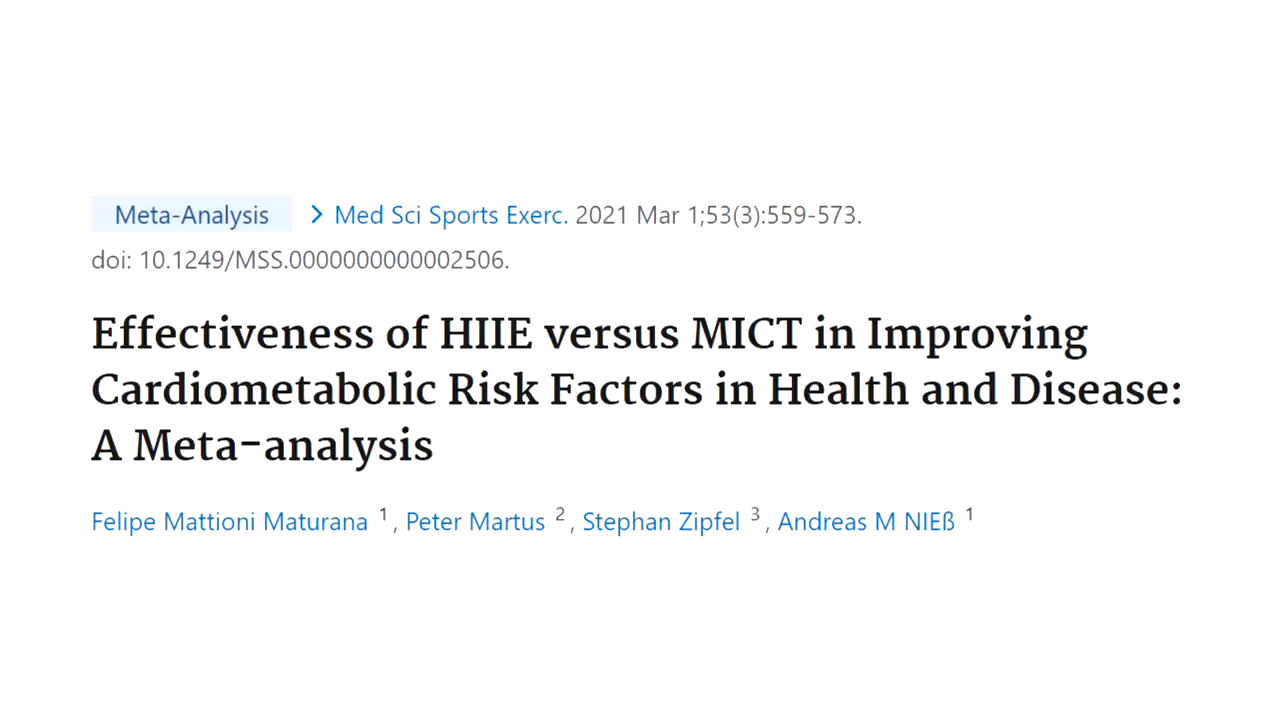 Meta-Analysis > Med Sci Sports Exerc. 2021 Mar 1;53(3):559-573.
doi: 10.1249/MSS.0000000000002506.
Effectiveness of HIIE versus MICT in Improving
Cardiometabolic Risk Factors in Health and Disease:
A Meta-analysis
Felipe Mattioni Maturana 1, Peter Martus 2, Stephan Zipfel 3, Andreas M NIEß 1